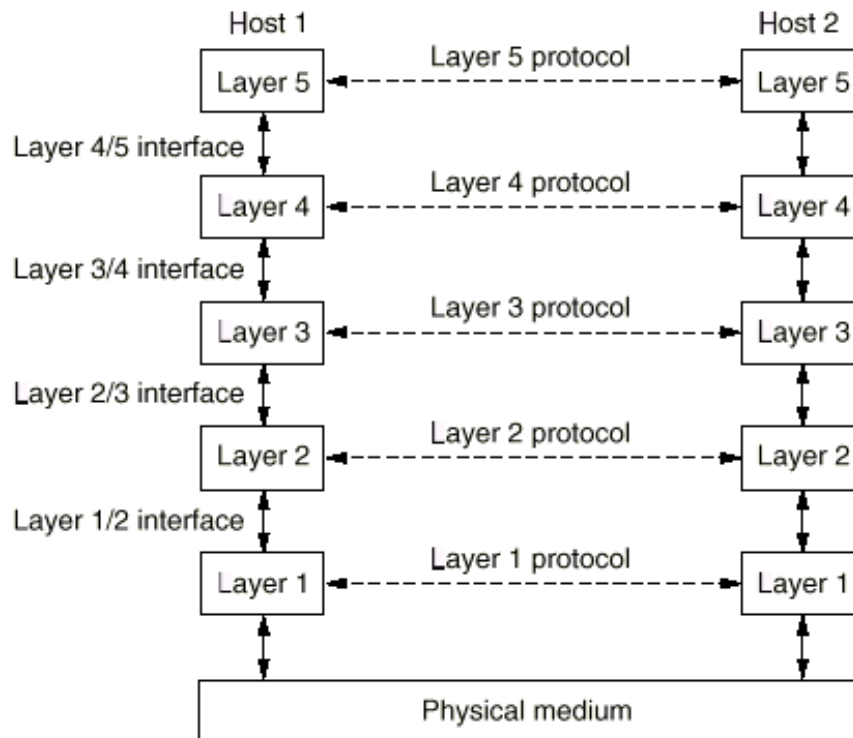 Host 1
Host 2
Layer 5 protocol
Layer 5
Layer 5
Layer 4/5 interface
Layer 4 protocol
Layer 4
Layer 4
Layer 3/4 interface
Layer 3 protocol
Layer 3
Layer 3
Layer 2/3 interface
Layer 2 protocol
Layer 2
Layer 2
Layer 1/2 interface
Layer 1 protocol
Layer 1
Layer 1
Physical medium